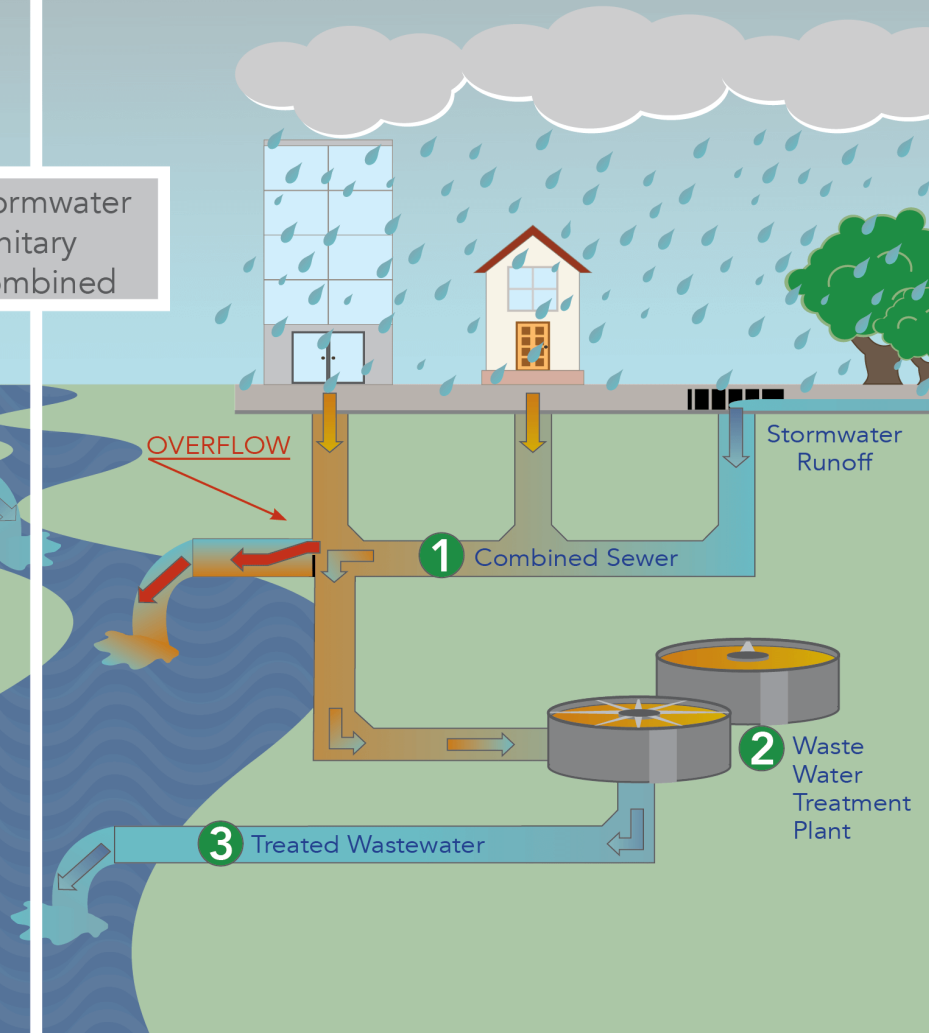 ormwater
nitary
ombined
OVERFLOW
Stormwater
Runoff
1 Combined Sewer
2 Waste
Water
Treatment
Plant
3 Treated Wastewater